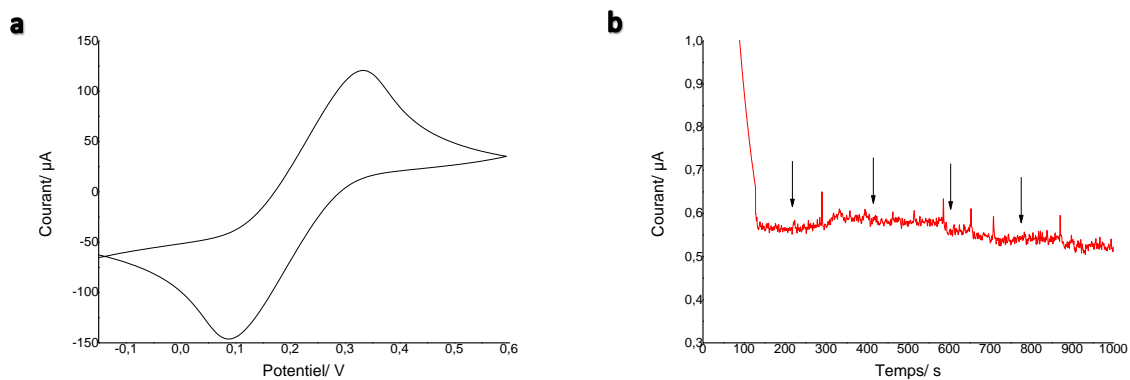 a
150
100
50
0
-50
-100
-150
-0,1 0,0 0,1 0,2 0,3 0,4 0,5 0,6
Courant/ µA
Potentiel/ V
b
1,0
0,9
0,8
0,7
0,6
0,5
0,4
0,3
0 100 200 300 400 500 600 700 800 900 1000
Courant/ µA
Temps/ s